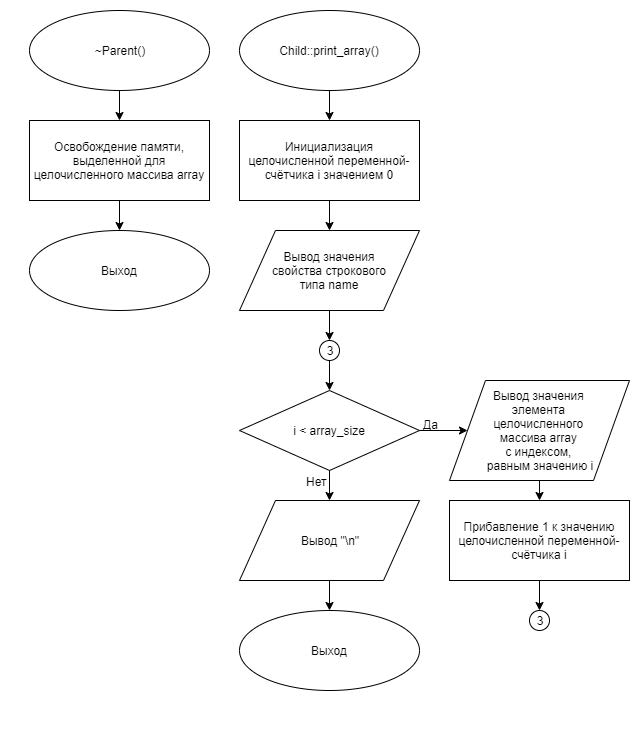 ~Parent()
Освобождение памяти,
выделенной для
целочисленного массива array
Выход
Child::print_array()
Инициализация
целочисленной переменной-
счётчика i значением 0
Вывод значения
свойства строкового
типа name
3
i < array_size
Да
Нет
Вывод значения
элемента
целочисленного
массива array
с индексом,
равным значению i
Прибавление 1 к значению
целочисленной переменной-
счётчика i
3
Вывод "\n"
Выход